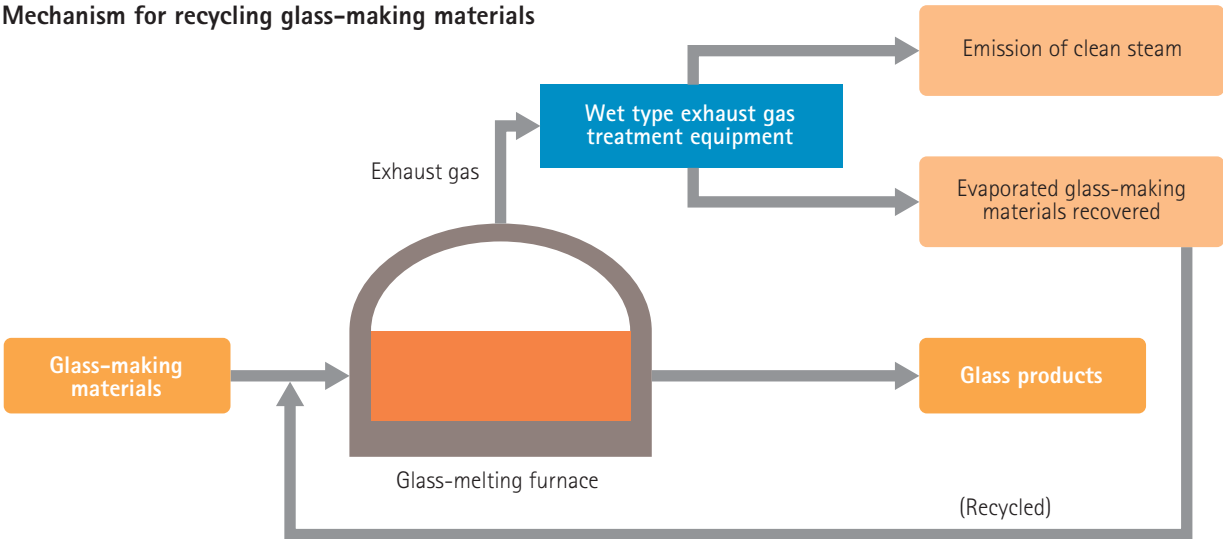 Mechanism for recycling glass-making materials
Emission of clean steam
Wet type exhaust gas
treatment equipment
Exhaust gas
Evaporated glass-making
materials recovered
Glass-making
materials
Glass products
Glass-melting furnace
(Recycled)